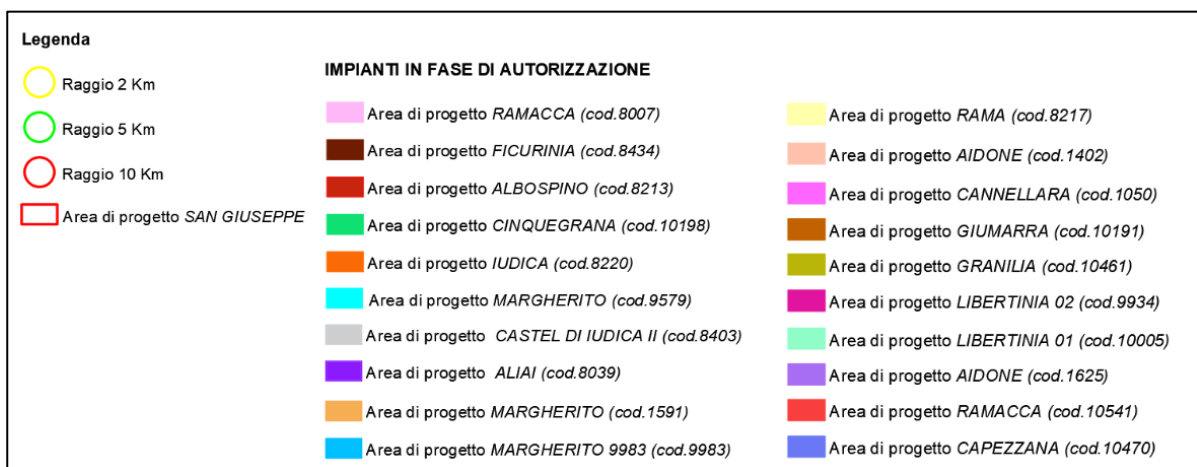 Legenda
Raggio 2 Km
Raggio 5 Km
Raggio 10 Km
Area di progetto SAN GIUSEPPE
IMPIANTI IN FASE DI AUTORIZZAZIONE
Area di progetto RAMACCA (cod.8007)
Area di progetto FICURINIA (cod.8434)
Area di progetto ALBOSPINO (cod.8213)
Area di progetto CINQUEGRANA (cod.10198)
Area di progetto IUDICA (cod.8220)
Area di progetto MARGHERITO (cod.9579)
Area di progetto CASTEL DI IUDICA II (cod.8403)
Area di progetto ALIAI (cod.8039)
Area di progetto MARGHERITO (cod.1591)
Area di progetto MARGHERITO 9983 (cod.9983)
Area di progetto RAMA (cod.8217)
Area di progetto AIDONE (cod.1402)
Area di progetto CANNELLARA (cod.1050)
Area di progetto GIUMARRA (cod.10191)
Area di progetto GRANILIA (cod.10461)
Area di progetto LIBERTINIA 02 (cod.9934)
Area di progetto LIBERTINIA 01 (cod.10005)
Area di progetto AIDONE (cod.1625)
Area di progetto RAMACCA (cod.10541)
Area di progetto CAPEZZANA (cod.10470)